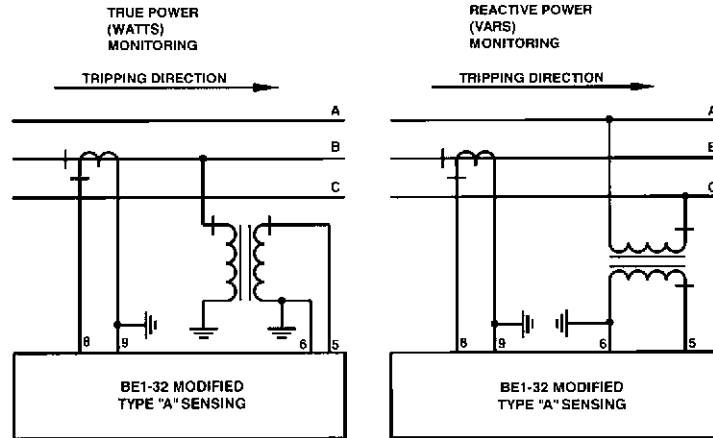 TRUE POWER
(WATTS)
MONITORING
TRIPPING DIRECTION
A
B
C
8
9
6
5
BE1-32 MODIFIED
TYPE "A" SENSING
REACTIVE POWER
(VARS)
MONITORING
TRIPPING DIRECTION
A
B
C
8
9
6
5
BE1-32 MODIFIED
TYPE "A" SENSING